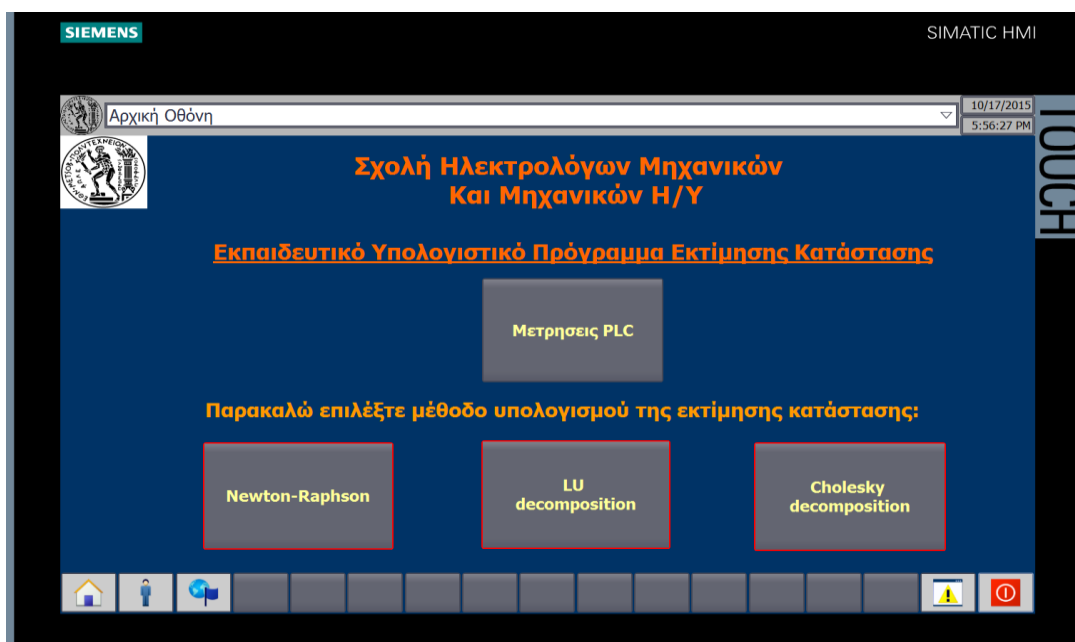 SIEMENS
SIMATIC HMI
Αρχική Οθόνη
10/17/2015
5:56:27 PM
TOUCH
Σχολή Ηλεκτρολόγων Μηχανικών
Και Μηχανικών Η/Υ
Εκπαιδευτικό Υπολογιστικό Πρόγραμμα Εκτίμησης Κατάστασης
Μετρησεις PLC
Παρακαλώ επιλέξτε μέθοδο υπολογισμού της εκτίμησης κατάστασης:
Newton-Raphson
LU
decomposition
Cholesky
decomposition